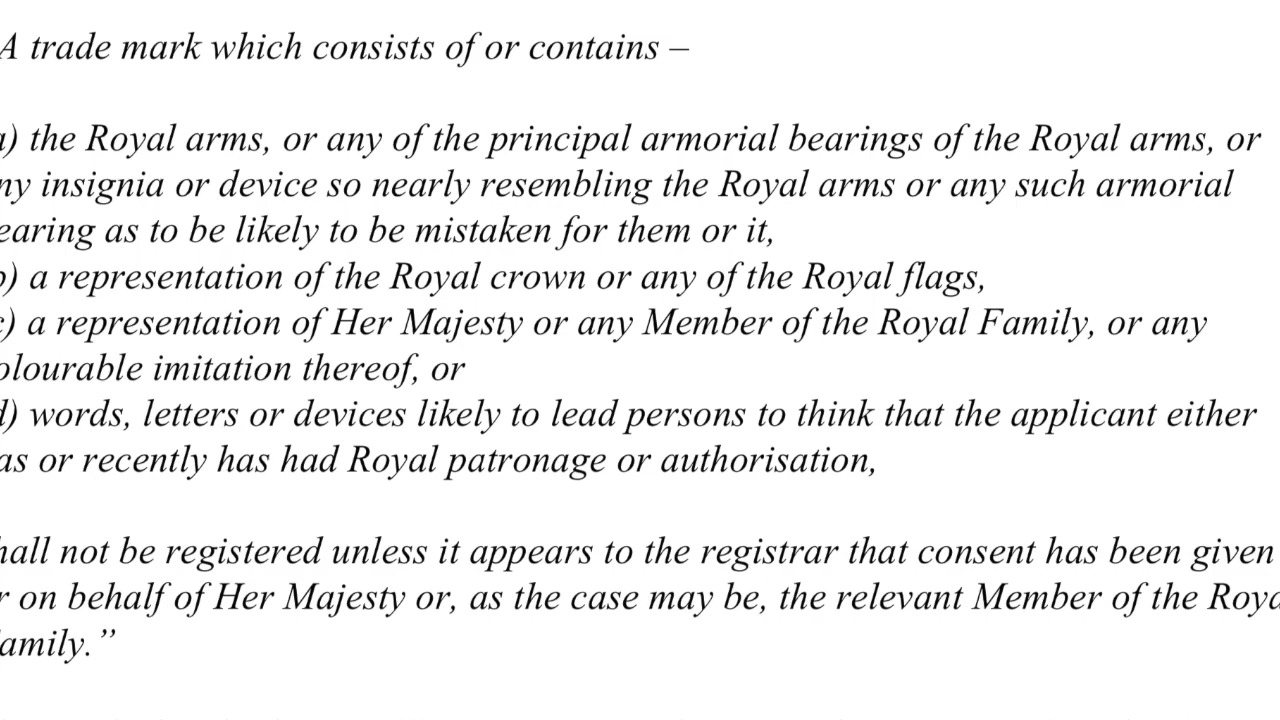 A trade mark which consists of or contains –
a) the Royal arms, or any of the principal armorial bearings of the Royal arms, or
ny insignia or device so nearly resembling the Royal arms or any such armorial
earing as to be likely to be mistaken for them or it,
b) a representation of the Royal crown or any of the Royal flags,
c) a representation of Her Majesty or any Member of the Royal Family, or any
olourable imitation thereof, or
d) words, letters or devices likely to lead persons to think that the applicant either
as or recently has had Royal patronage or authorisation,
hall not be registered unless it appears to the registrar that consent has been given
r on behalf of Her Majesty or, as the case may be, the relevant Member of the Roya
amily.”